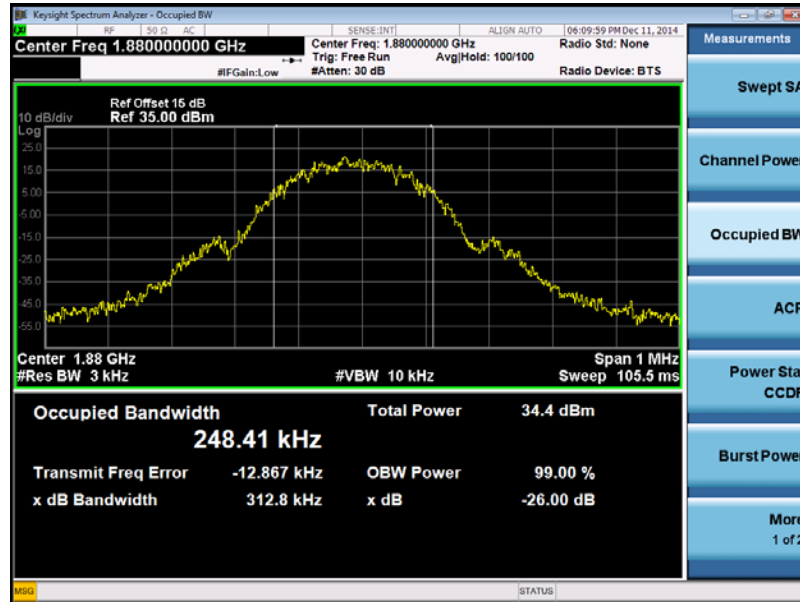 Keysight Spectrum Analyzer - Occupied BW
LXI RF 50 Ω AC SENSE:INT ALIGN AUTO 06:09:59 PM Dec 11, 2014
Center Freq 1.880000000 GHz
Center Freq: 1.880000000 GHz Radio Std: None
Trig: Free Run Avg|Hold: 100/100
#IFGain:Low #Atten: 30 dB Radio Device: BTS
Ref Offset 15 dB
10 dB/div Ref 35.00 dBm
Log
25.0
15.0
5.00
-5.00
-15.0
-25.0
-35.0
-45.0
-55.0
Center 1.88 GHz Span 1 MHz
#Res BW 3 kHz #VBW 10 kHz Sweep 105.5 ms
Occupied Bandwidth Total Power 34.4 dBm
248.41 kHz
Transmit Freq Error -12.867 kHz OBW Power 99.00 %
x dB Bandwidth 312.8 kHz x dB -26.00 dB
MSG STATUS
Measurements
Swept SA
Channel Power
Occupied BW
ACP
Power Sta
CCDF
Burst Power
More
1 of 2